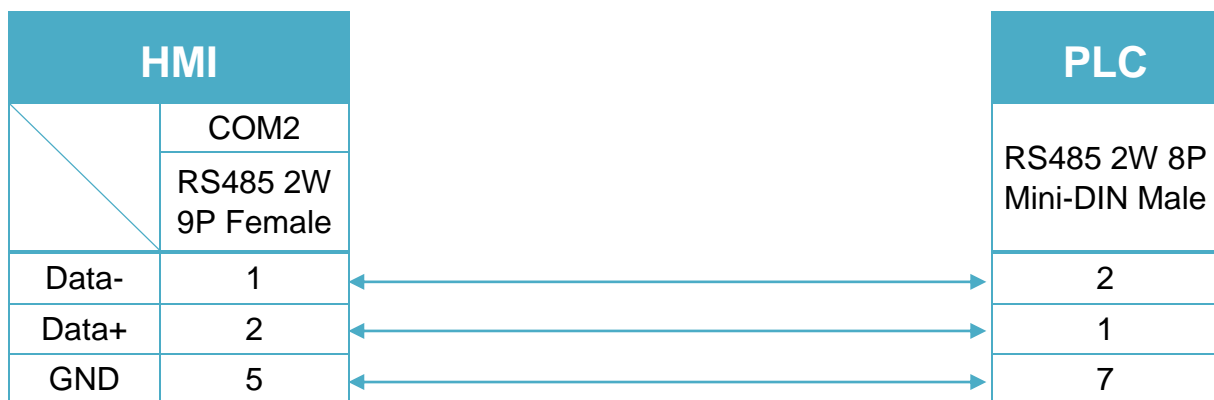 HMI
PLC
COM2
RS485 2W
9P Female
RS485 2W 8P
Mini-DIN Male
Data- 1 2
Data+ 2 1
GND 5 7